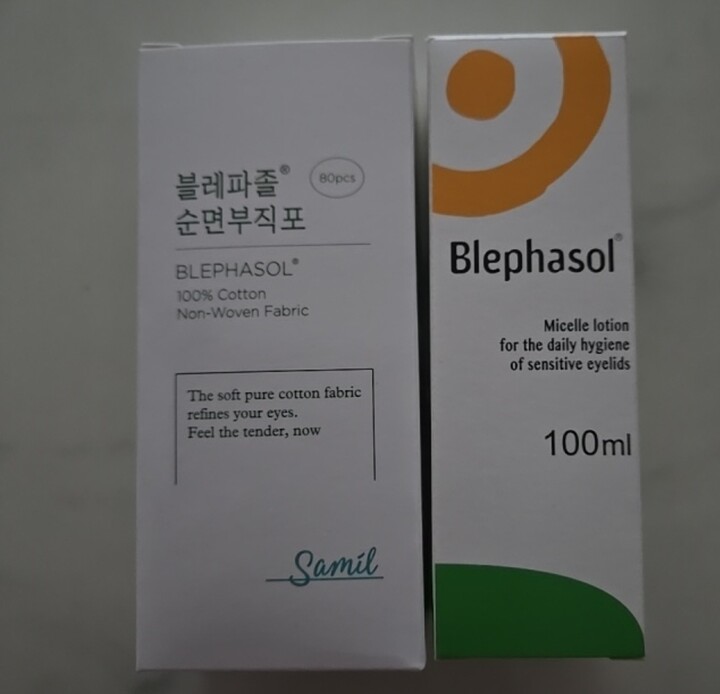 블레파졸®
80pcs
순면부직포
BLEPHASOL®
100% Cotton
Non-Woven Fabric
The soft pure cotton fabric
refines your eyes.
Feel the tender, now
Samil
Blephasol®
Micelle lotion
for the daily hygiene
of sensitive eyelids
100ml